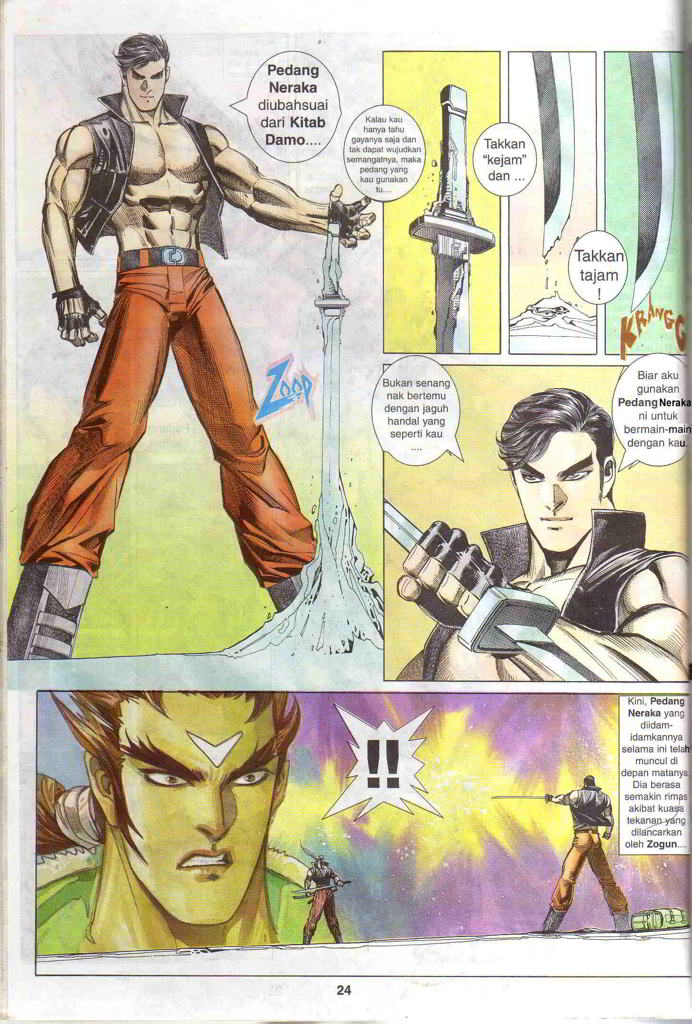 Pedang
Neraka
diubahsuai
dari Kitab
Damo....
Kalau kau
hanya tahu
gayanya saja dan
tak dapat wujudkan
semangatnya, maka
pedang yang
kau gunakan
tu....
Takkan
"kejam"
dan ...
Takkan
tajam
!
KRANGG
ZOOP
Bukan senang
nak bertemu
dengan jaguh
handal yang
seperti kau
....
Biar aku
gunakan
Pedang Neraka
ni untuk
bermain-main
dengan kau.
!!
Kini, Pedang
Neraka yang
diidam-
idamkannya
selama ini telah
muncul di
depan matanya.
Dia berasa
semakin rimas
akibat kuasa
tekanan yang
dilancarkan
oleh Zogun....
24